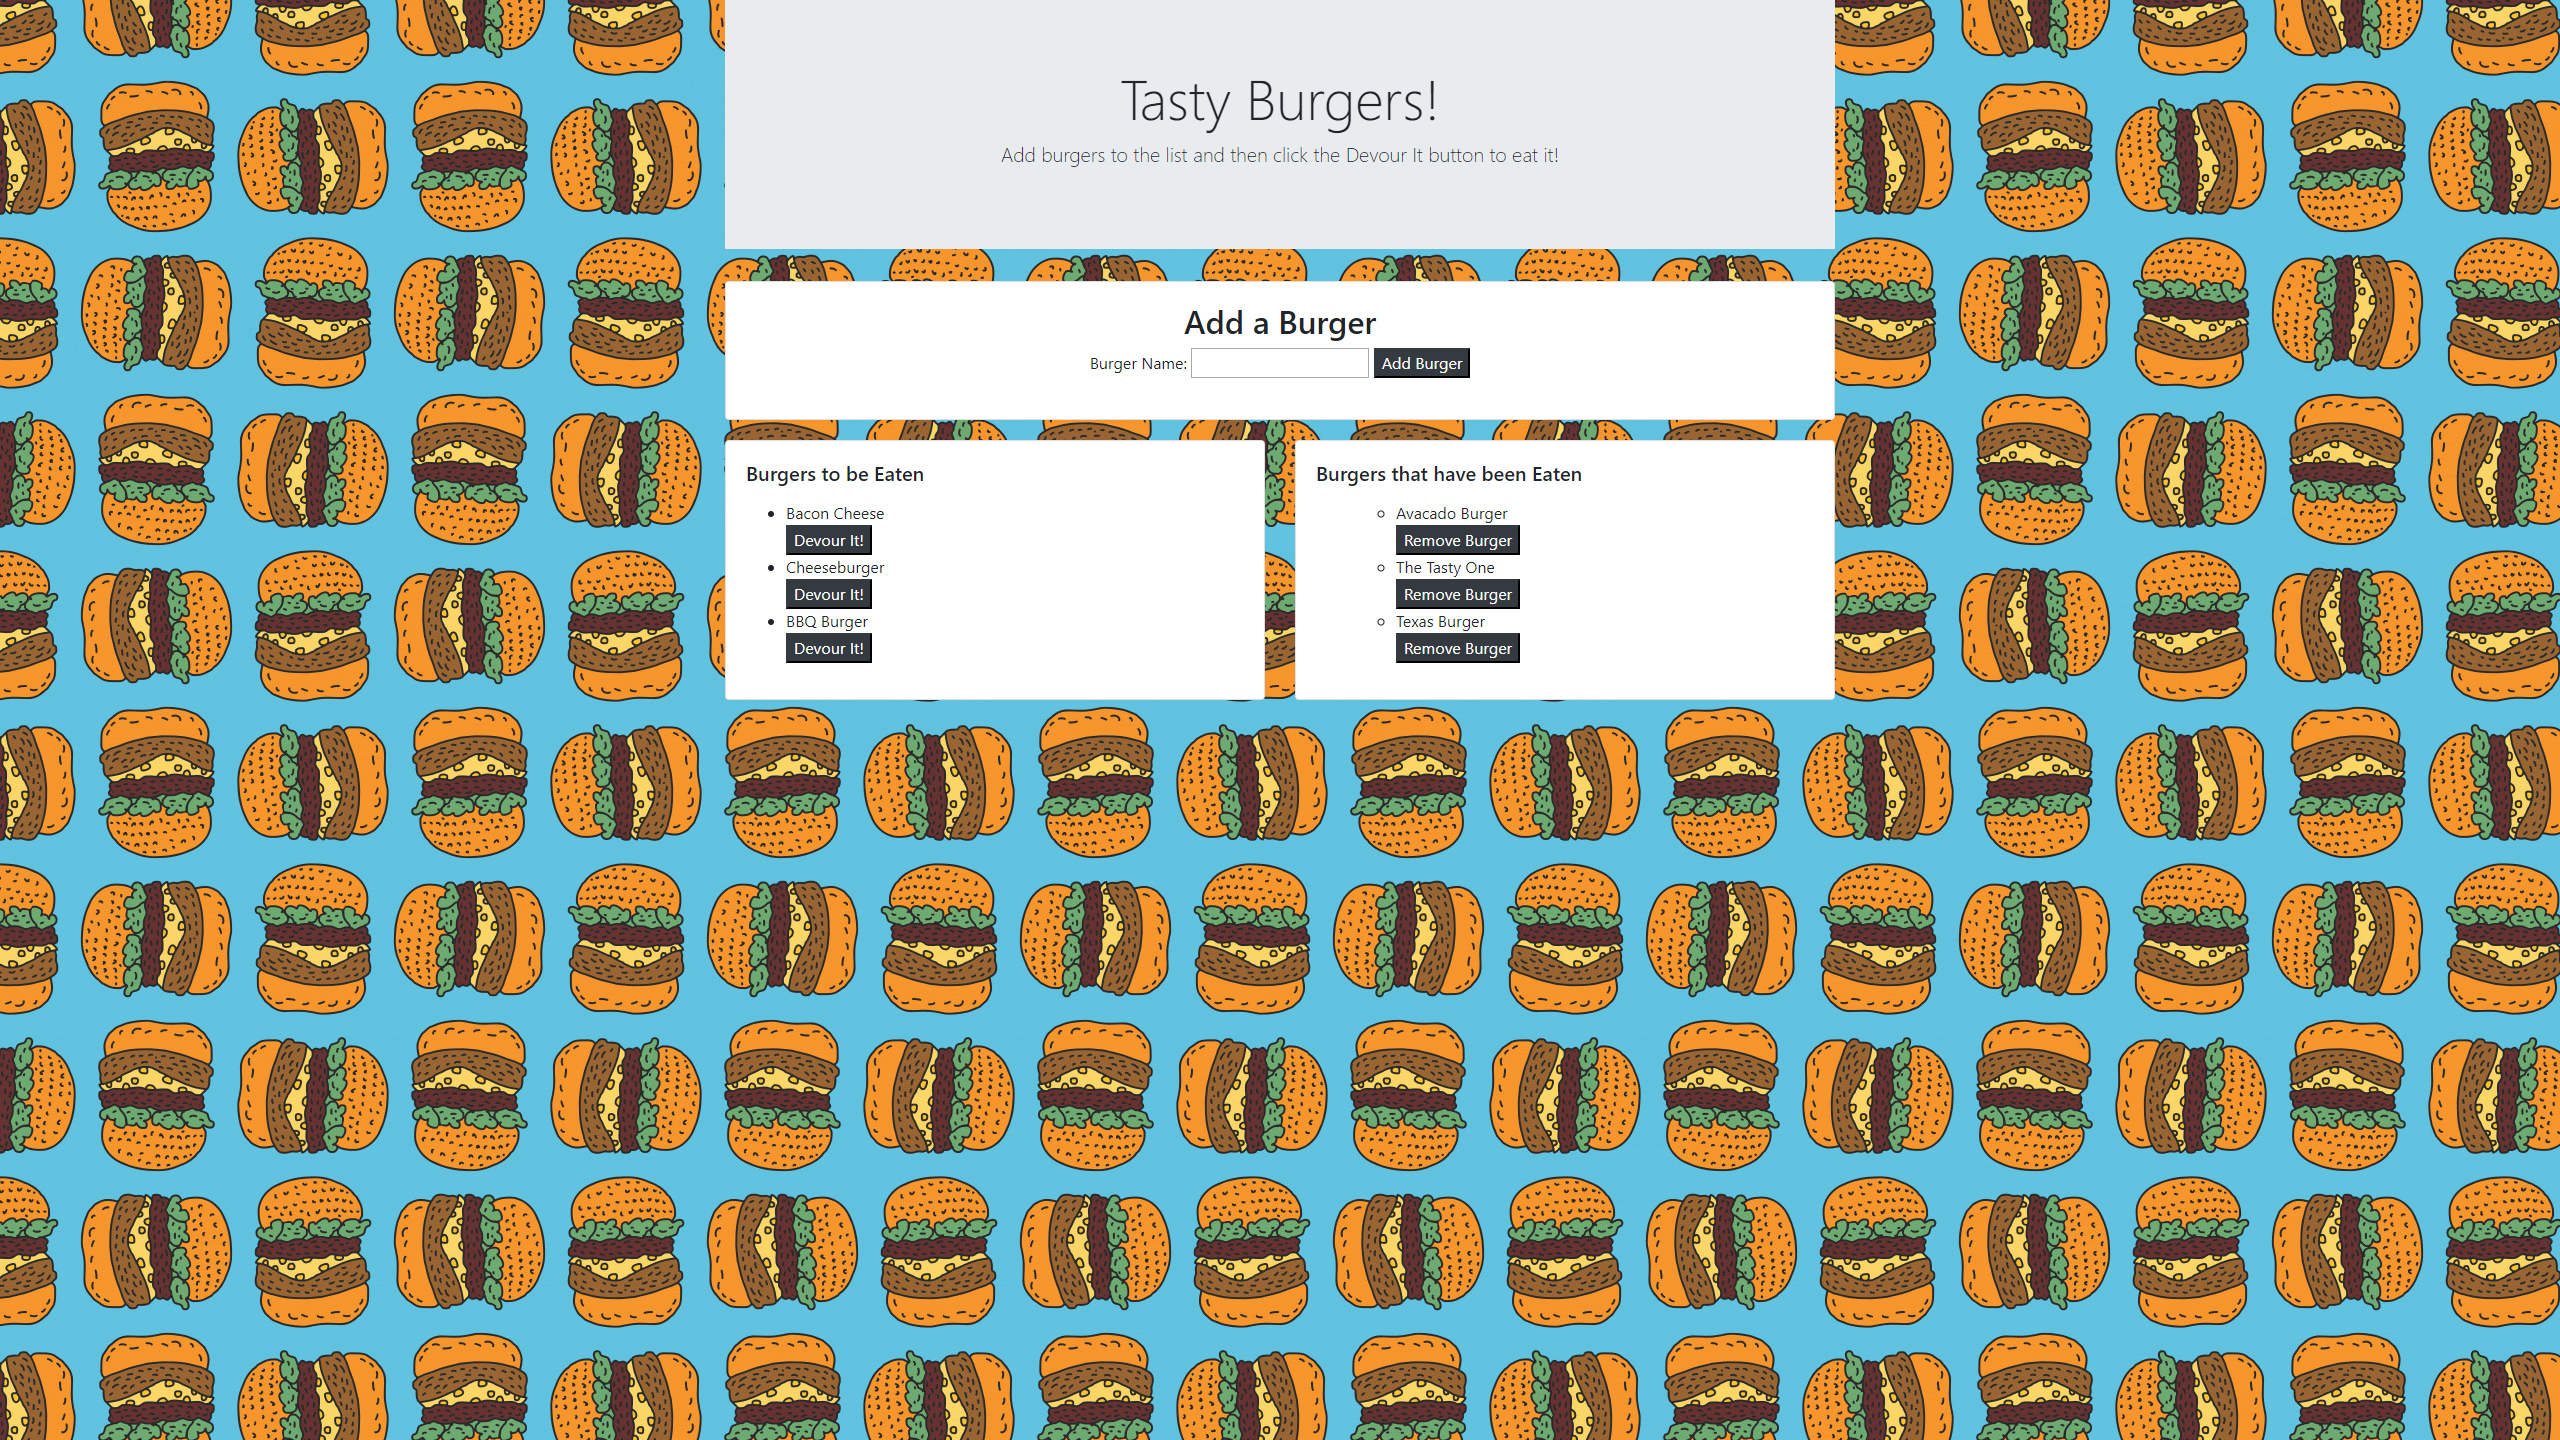 Tasty Burgers!
Add burgers to the list and then click the Devour It button to eat it!
Add a Burger
Burger Name: Add Burger
Burgers to be Eaten
Bacon Cheese
Devour It!
Cheeseburger
Devour It!
BBQ Burger
Devour It!
Burgers that have been Eaten
Avacado Burger
Remove Burger
The Tasty One
Remove Burger
Texas Burger
Remove Burger